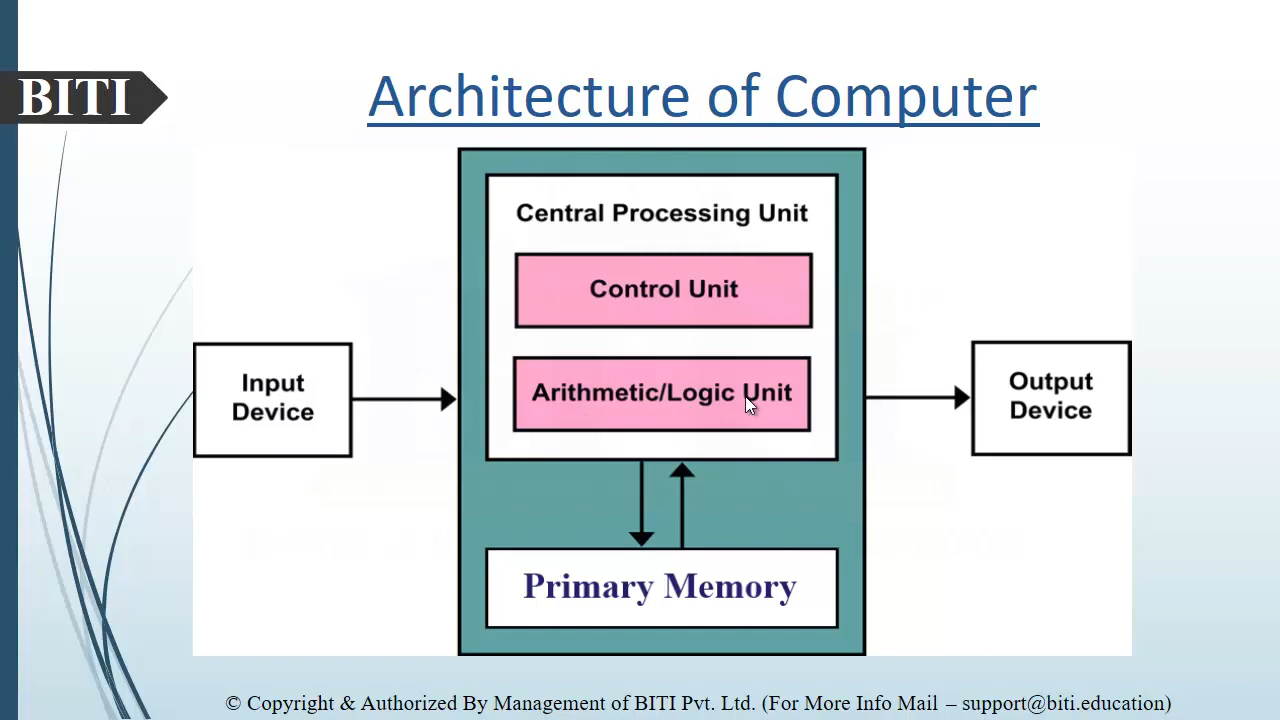 BITI
Architecture of Computer
Central Processing Unit
Control Unit
Arithmetic/Logic Unit
Input
Device
Output
Device
Primary Memory
© Copyright & Authorized By Management of BITI Pvt. Ltd. (For More Info Mail – support@biti.education)